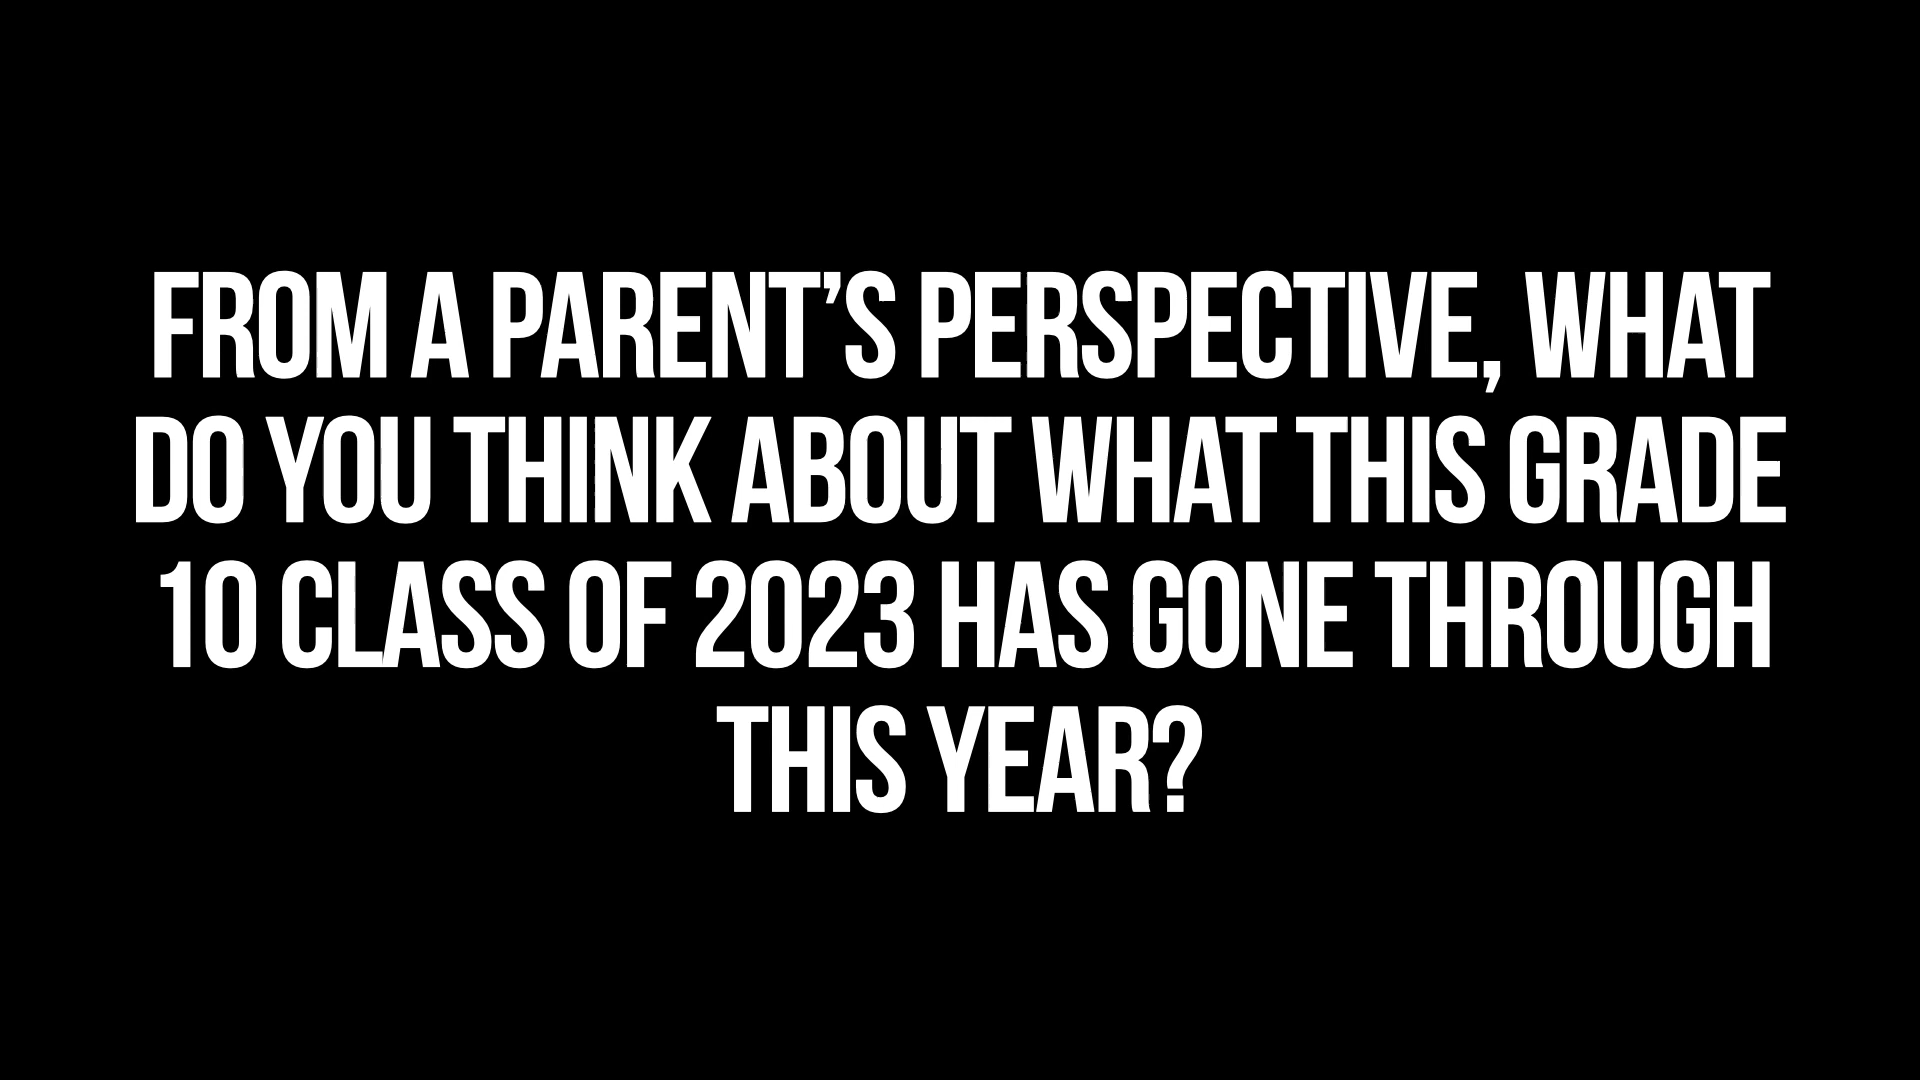 FROM A PARENT’S PERSPECTIVE, WHAT
DO YOU THINK ABOUT WHAT THIS GRADE
10 CLASS OF 2023 HAS GONE THROUGH
THIS YEAR?